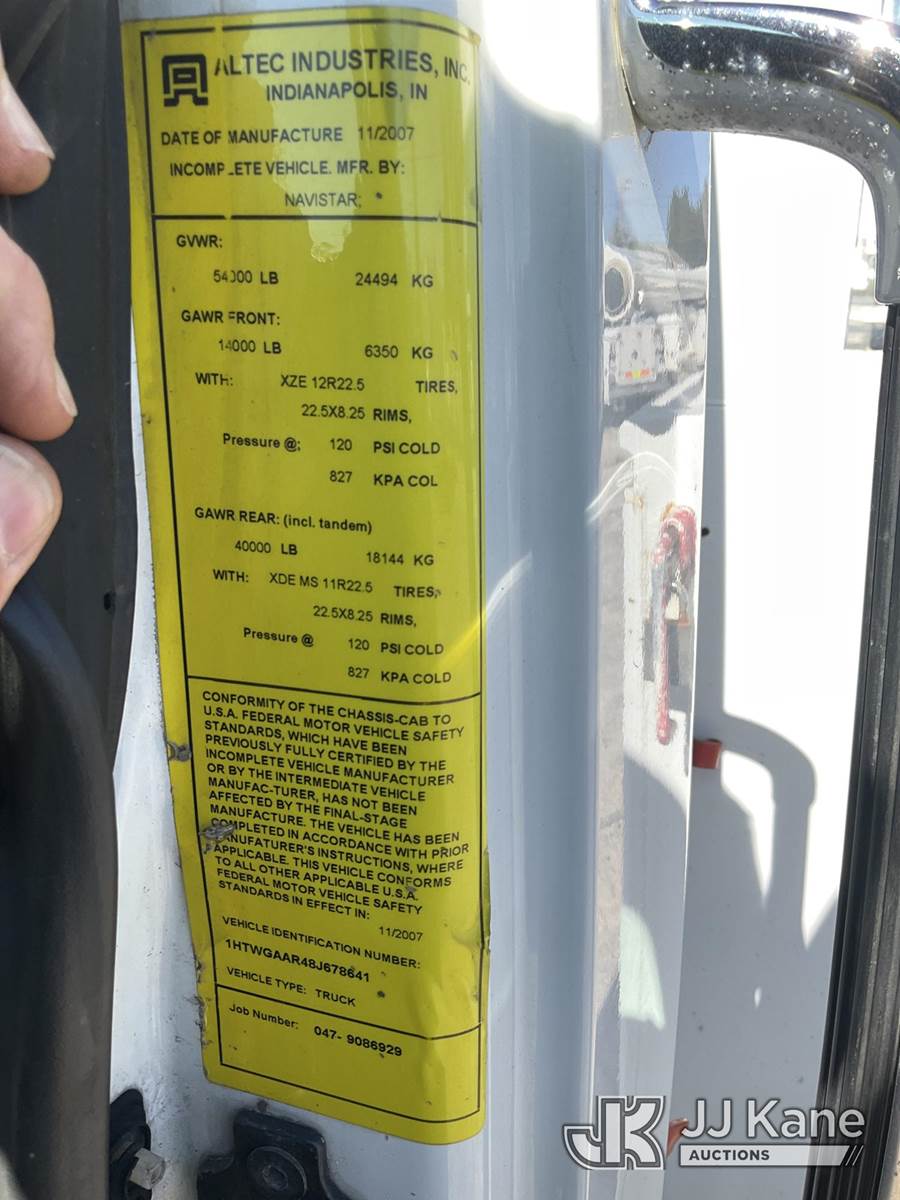 ALTEC INDUSTRIES, INC.
INDIANAPOLIS, IN
DATE OF MANUFACTURE 11/2007
INCOMPLETE VEHICLE. MFR. BY:
NAVISTAR;
GVWR:
54000 LB 24494 KG
GAWR FRONT:
14000 LB 6350 KG
WITH: XZE 12R22.5 TIRES,
22.5X8.25 RIMS,
Pressure @; 120 PSI COLD
827 KPA COL
GAWR REAR: (incl. tandem)
40000 LB 18144 KG
WITH: XDE MS 11R22.5 TIRES,
22.5X8.25 RIMS,
Pressure @ 120 PSI COLD
827 KPA COLD
CONFORMITY OF THE CHASSIS-CAB TO
U.S.A. FEDERAL MOTOR VEHICLE SAFETY
STANDARDS, WHICH HAVE BEEN
PREVIOUSLY FULLY CERTIFIED BY THE
INCOMPLETE VEHICLE MANUFACTURER
OR BY THE INTERMEDIATE VEHICLE
MANUFAC-TURER, HAS NOT BEEN
AFFECTED BY THE FINAL-STAGE
MANUFACTURE. THE VEHICLE HAS BEEN
COMPLETED IN ACCORDANCE WITH PRIOR
MANUFATURER'S INSTRUCTIONS, WHERE
APPLICABLE. THIS VEHICLE CONFORMS
TO ALL OTHER APPLICABLE U.S.A.
FEDERAL MOTOR VEHICLE SAFETY
STANDARDS IN EFFECT IN:
11/2007
VEHICLE IDENTIFICATION NUMBER:
1HTWGAAR48J678641
VEHICLE TYPE: TRUCK
Job Number: 047- 9086929
JK JJ Kane
AUCTIONS